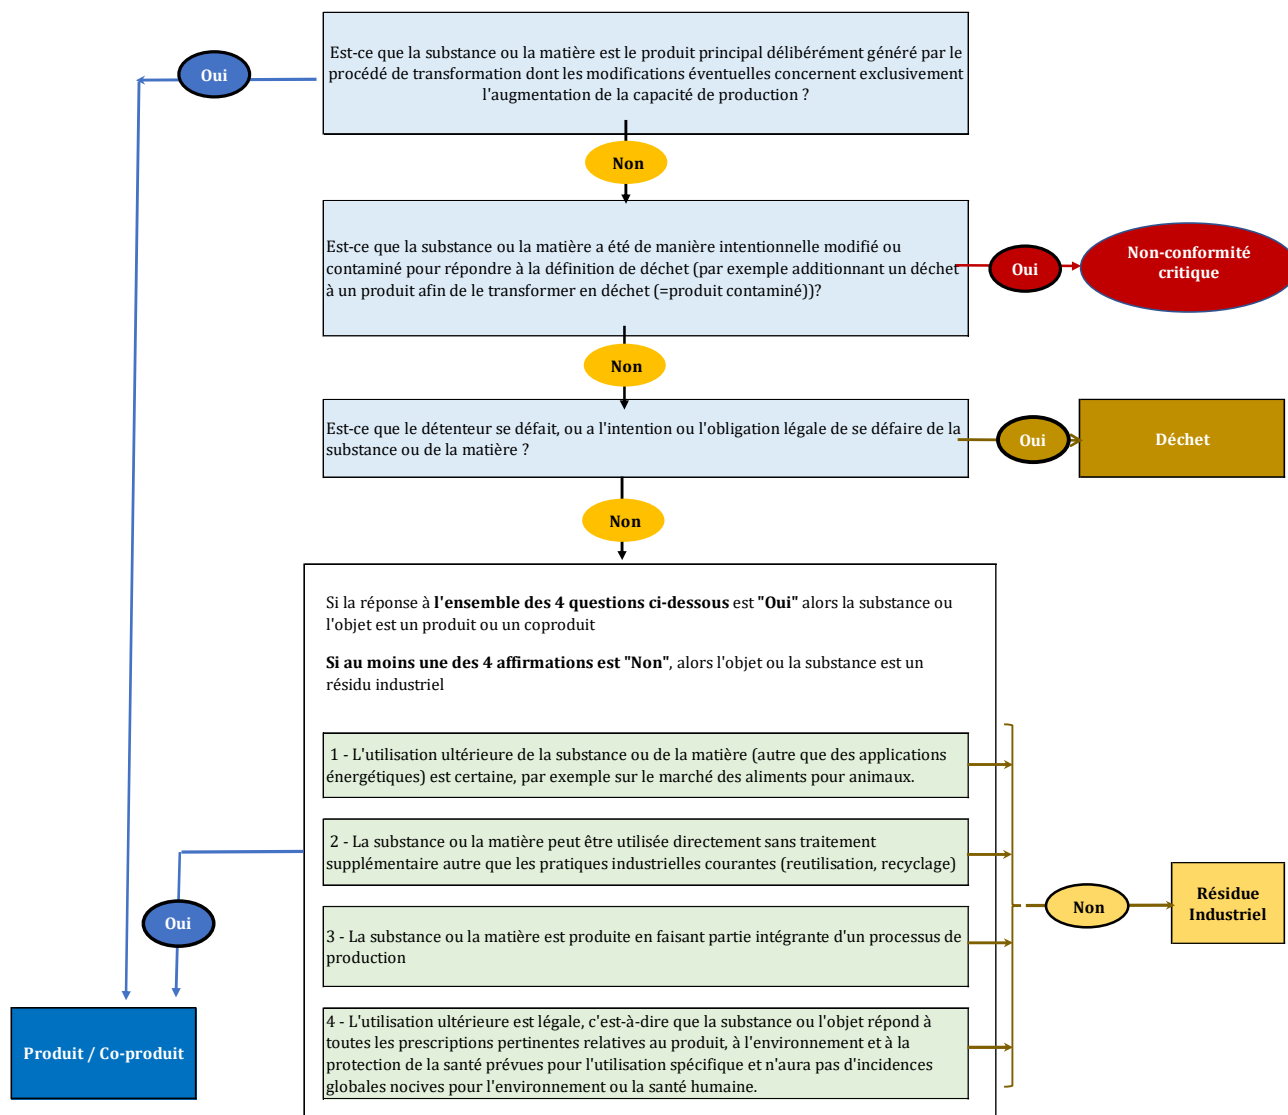 Est-ce que la substance ou la matière est le produit principal délibérément généré par le
procédé de transformation dont les modifications éventuelles concernent exclusivement
l'augmentation de la capacité de production ?
Oui
Non
Est-ce que la substance ou la matière a été de manière intentionnelle modifié ou
contaminé pour répondre à la définition de déchet (par exemple additionnant un déchet
à un produit afin de le transformer en déchet (=produit contaminé))?
Oui
Non-conformité
critique
Non
Est-ce que le détenteur se défait, ou a l'intention ou l'obligation légale de se défaire de la
substance ou de la matière ?
Oui
Déchet
Non
Si la réponse à l'ensemble des 4 questions ci-dessous est "Oui" alors la substance ou
l'objet est un produit ou un coproduit
Si au moins une des 4 affirmations est "Non", alors l'objet ou la substance est un
résidu industriel
1 - L'utilisation ultérieure de la substance ou de la matière (autre que des applications
énergétiques) est certaine, par exemple sur le marché des aliments pour animaux.
2 - La substance ou la matière peut être utilisée directement sans traitement
supplémentaire autre que les pratiques industrielles courantes (reutilisation, recyclage)
3 - La substance ou la matière est produite en faisant partie intégrante d'un processus de
production
4 - L'utilisation ultérieure est légale, c'est-à-dire que la substance ou l'objet répond à
toutes les prescriptions pertinentes relatives au produit, à l'environnement et à la
protection de la santé prévues pour l'utilisation spécifique et n'aura pas d'incidences
globales nocives pour l'environnement ou la santé humaine.
Non
Résidue
Industriel
Oui
Produit / Co-produit